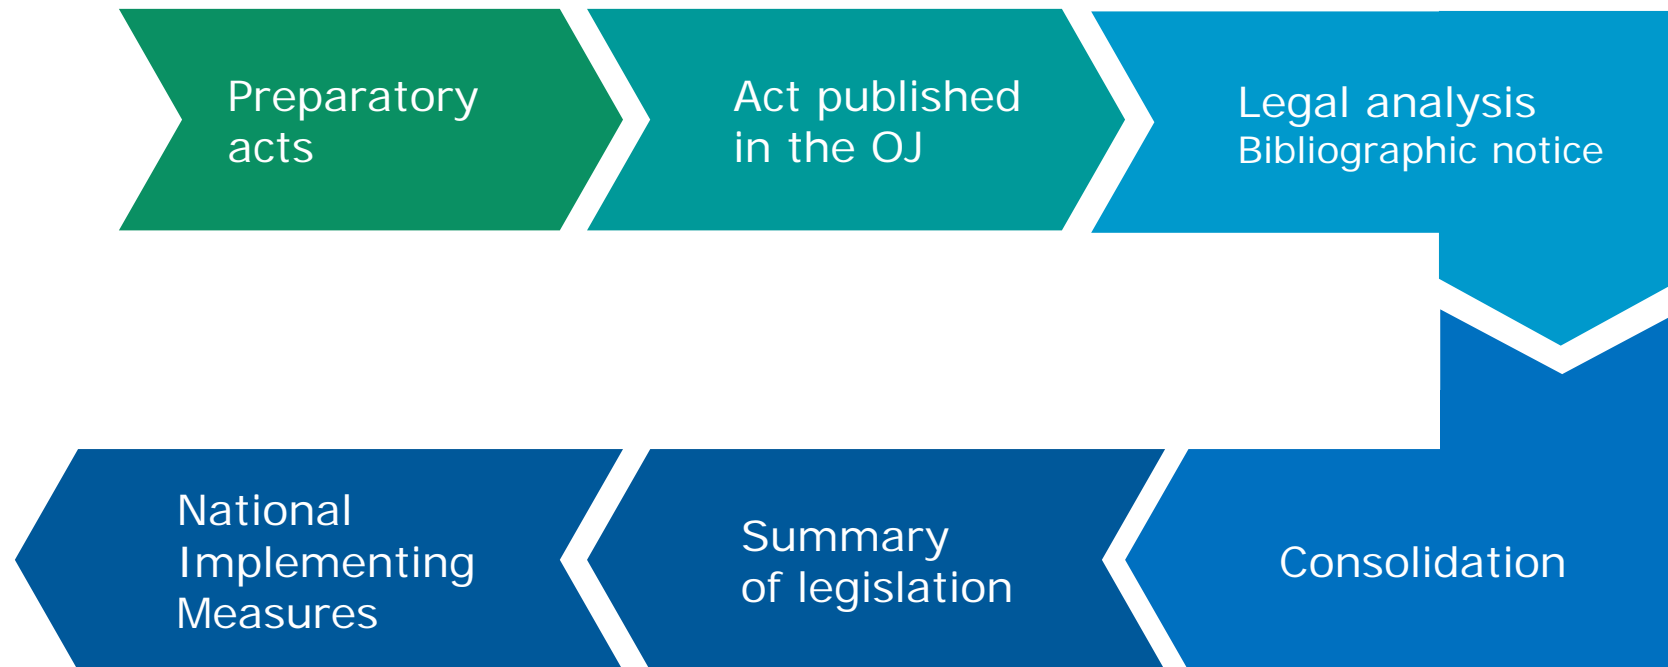 Preparatory
acts
Act published
in the OJ
Legal analysis
Bibliographic notice
Consolidation
Summary
of legislation
National
Implementing
Measures